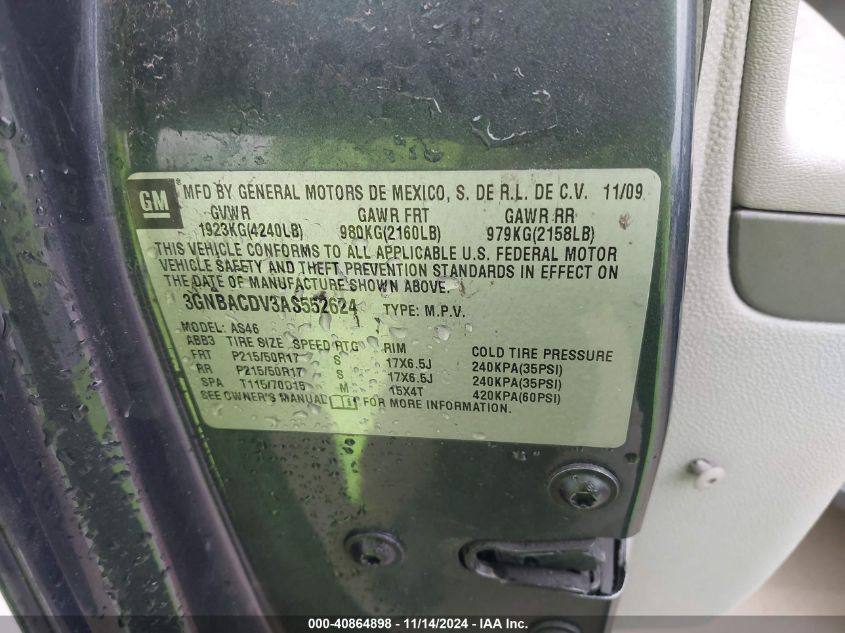 GM MFD BY GENERAL MOTORS DE MEXICO, S. DE R.L. DE C.V. 11/09
GVWR GAWR FRT GAWR RR
1923KG(4240LB) 980KG(2160LB) 979KG(2158LB)
THIS VEHICLE CONFORMS TO ALL APPLICABLE U.S. FEDERAL MOTOR
VEHICLE SAFETY AND THEFT PREVENTION STANDARDS IN EFFECT ON
THE DATE OF MANUFACTURE SHOWN ABOVE.
3GNBACDV3AS552624 TYPE: M.P.V.
MODEL: AS46
ABB3 TIRE SIZE SPEED RTG RIM COLD TIRE PRESSURE
FRT P215/50R17 S 17X6.5J 240KPA(35PSI)
RR P215/50R17 S 17X6.5J 240KPA(35PSI)
SPA T115/70D15 M 15X4T 420KPA(60PSI)
SEE OWNER'S MANUAL FOR MORE INFORMATION.
000-40864898 - 11/14/2024 - IAA Inc.